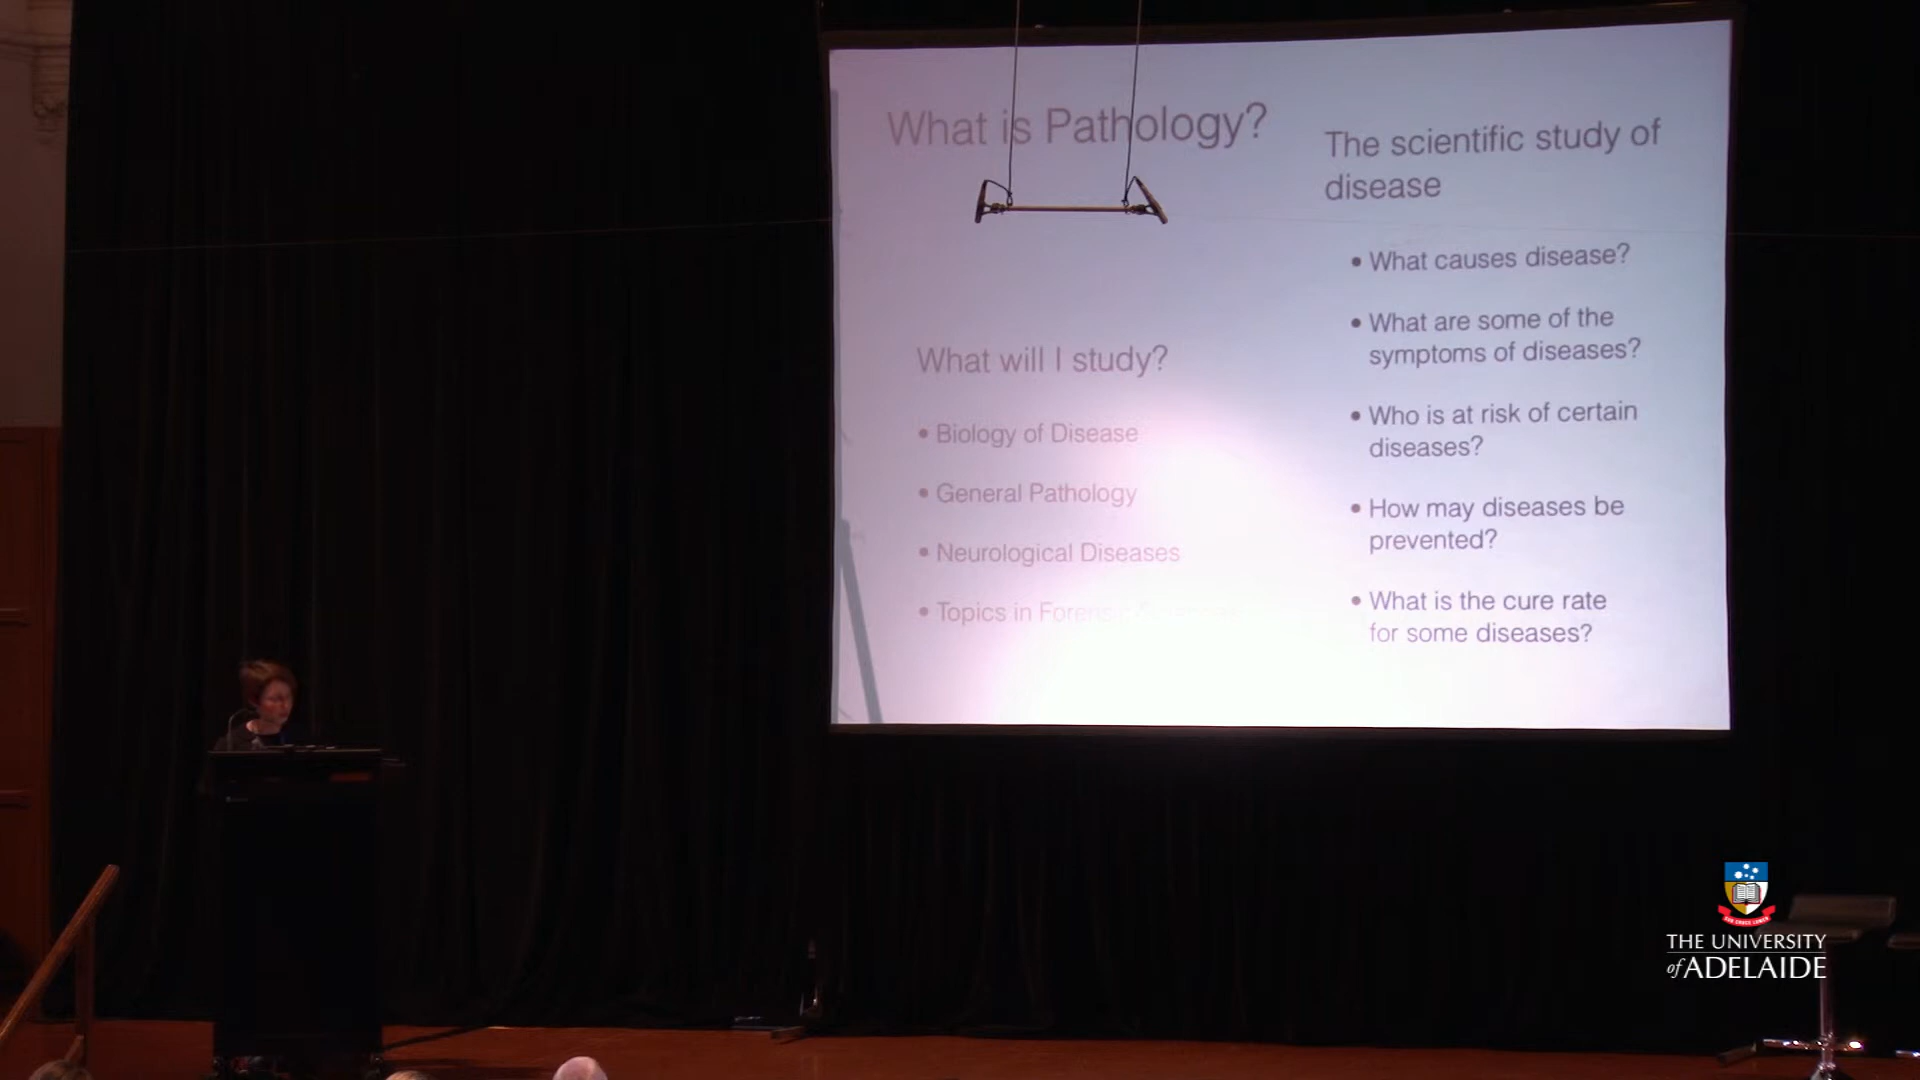 What is Pathology?
What will I study?
• Biology of Disease
• General Pathology
• Neurological Diseases
• Topics in Forensic
The scientific study of
disease
• What causes disease?
• What are some of the
symptoms of diseases?
• Who is at risk of certain
diseases?
• How may diseases be
prevented?
• What is the cure rate
for some diseases?
THE UNIVERSITY
of ADELAIDE